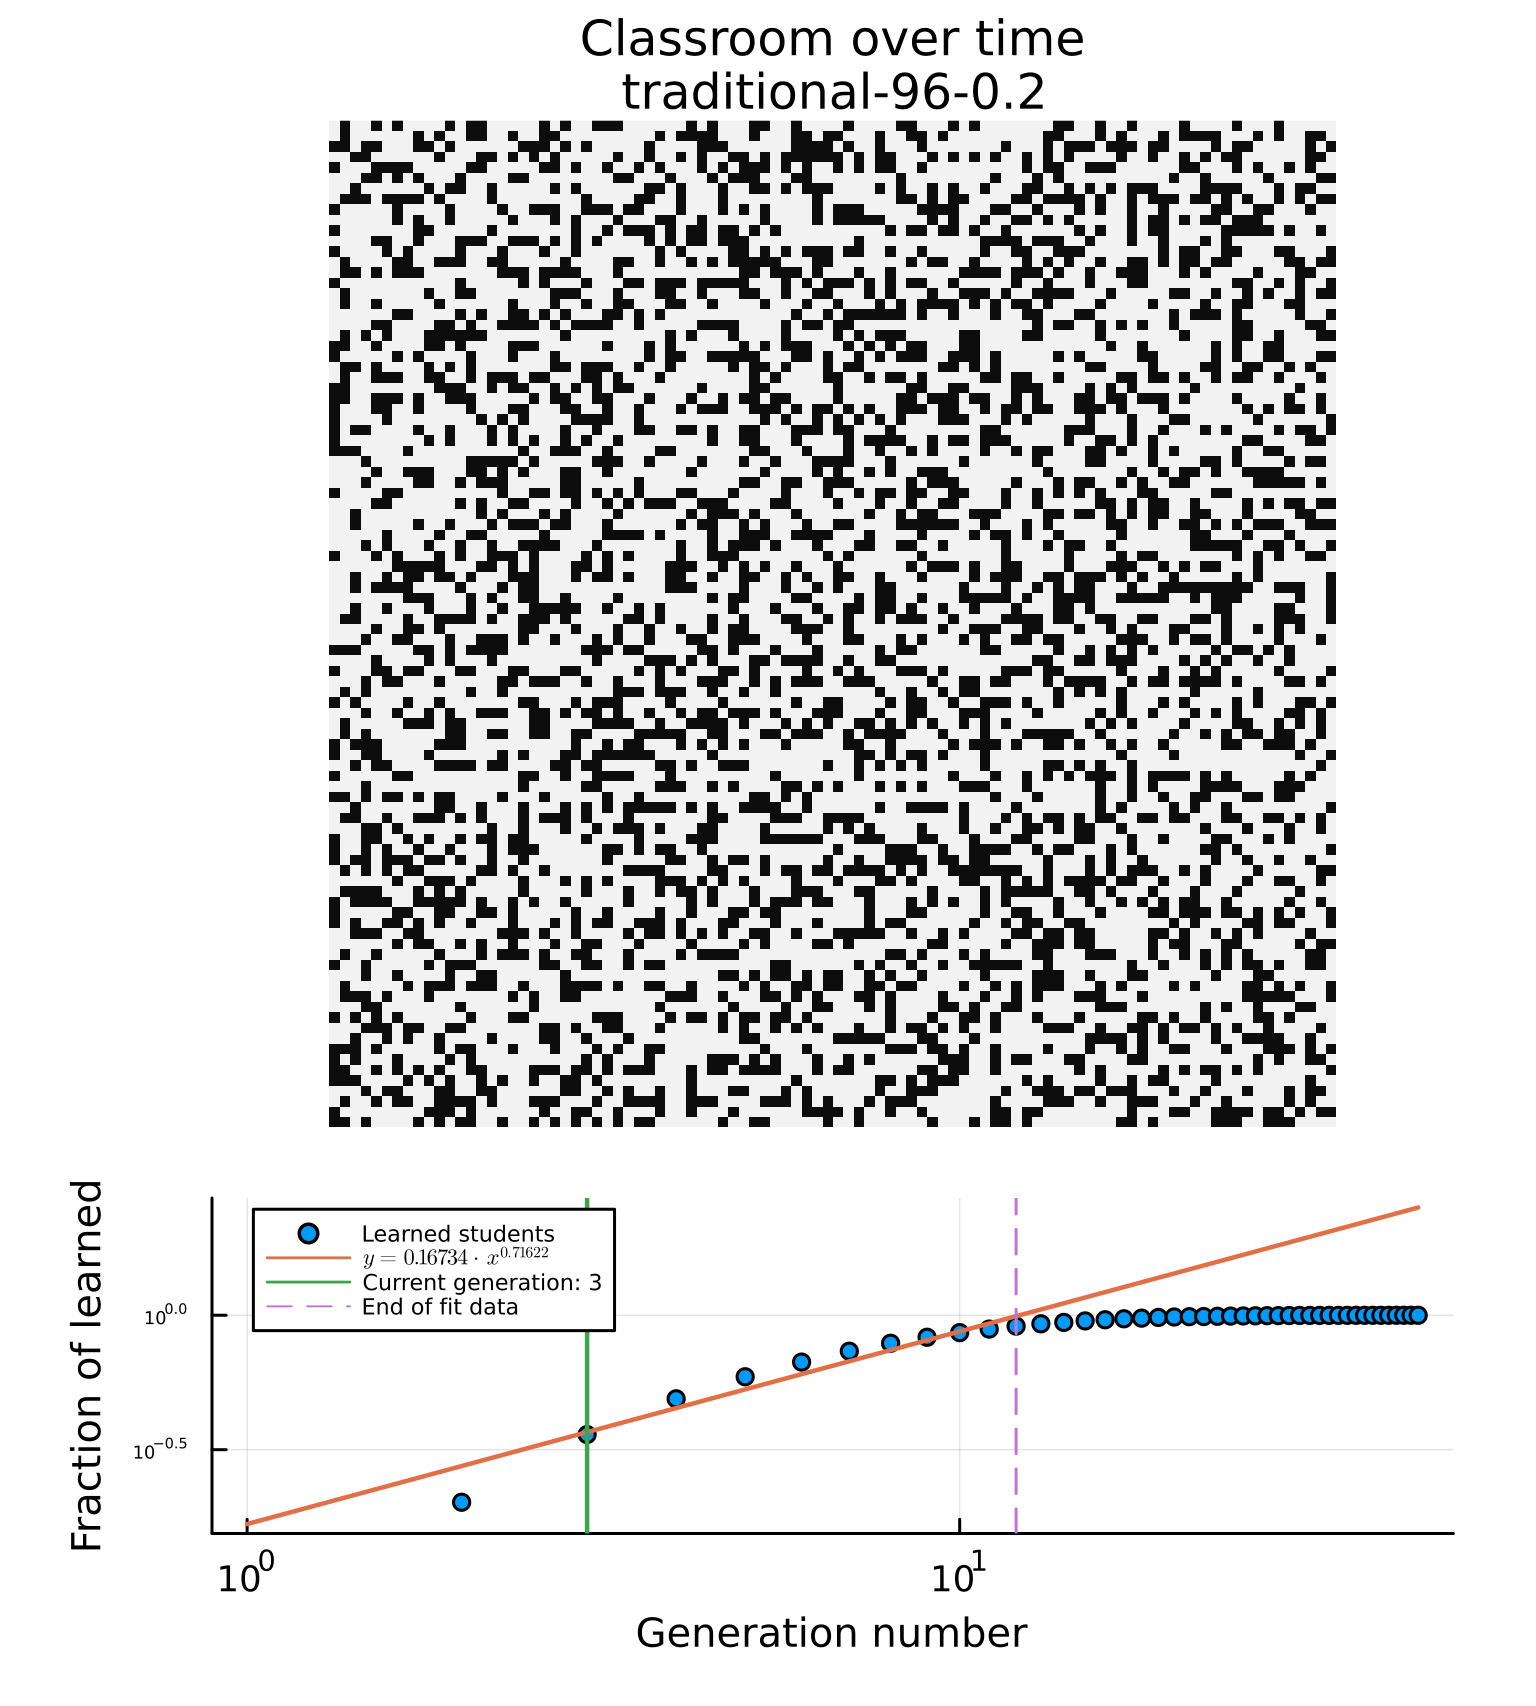 Classroom over time
traditional-96-0.2
Fraction of learned
Learned students
y = 0.16734 · x^0.71622
Current generation: 3
End of fit data
10^0.0
10^−0.5
10^0
10^1
Generation number